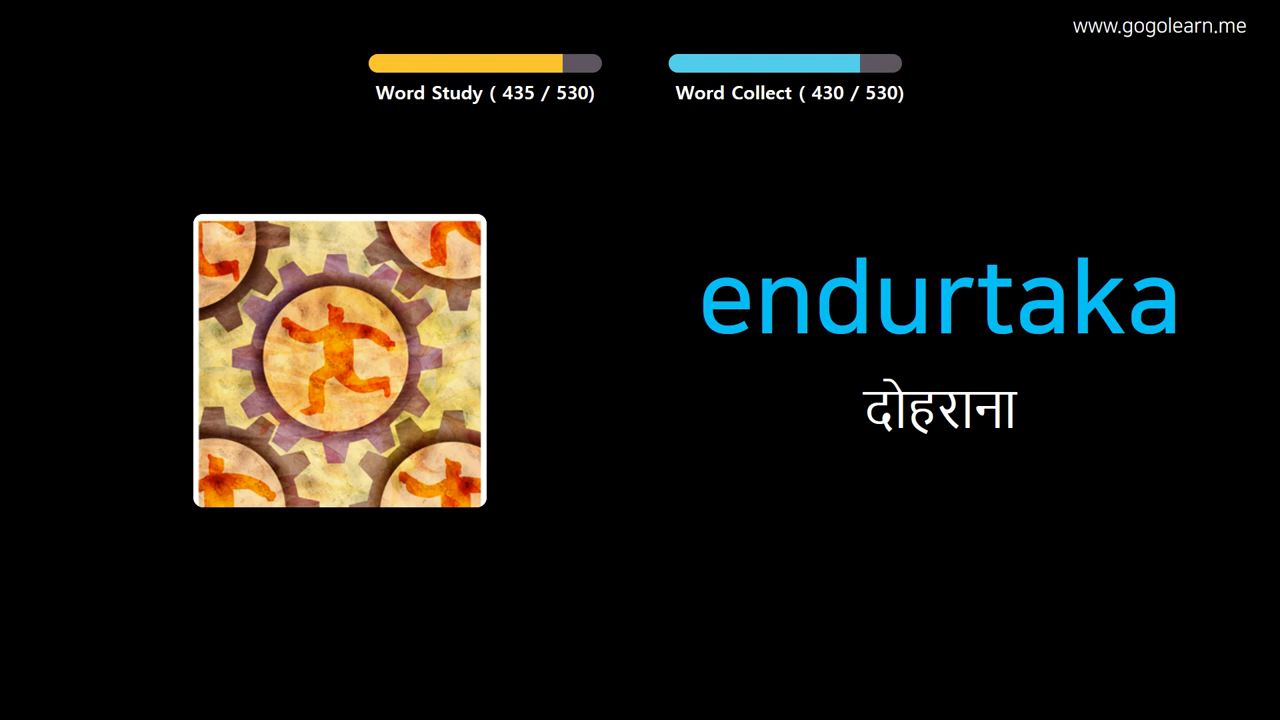 www.gogolearn.me
Word Study ( 435 / 530)
Word Collect ( 430 / 530)
endurtaka
दोहराना